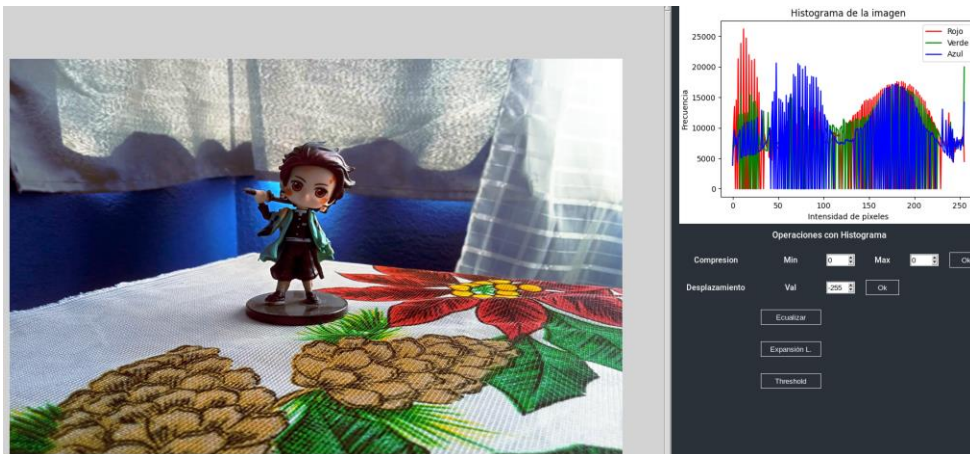 Histograma de la imagen
Rojo
Verde
Azul
Frecuencia
25000
20000
15000
10000
5000
0
0 50 100 150 200 250
Intensidad de píxeles
Operaciones con Histograma
Compresion Min 0 Max 0 Ok
Desplazamiento Val -255 Ok
Ecualizar
Expansión L.
Threshold